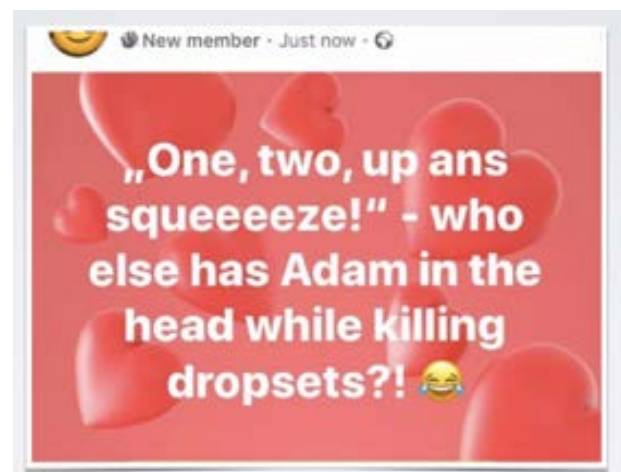 New member · Just now ·
„One, two, up ans
squeeeeze!“ - who
else has Adam in the
head while killing
dropsets?! 😂